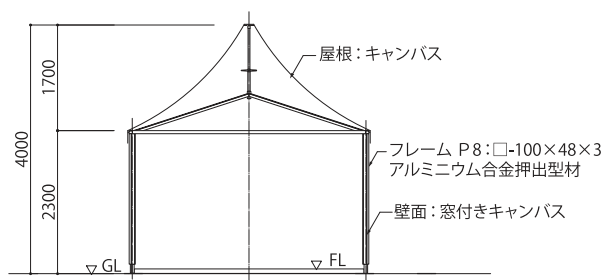 屋根：キャンバス
1700
4000
フレーム P8：□-100×48×3
アルミニウム合金押出型材
2300
壁面：窓付きキャンバス
GL
FL